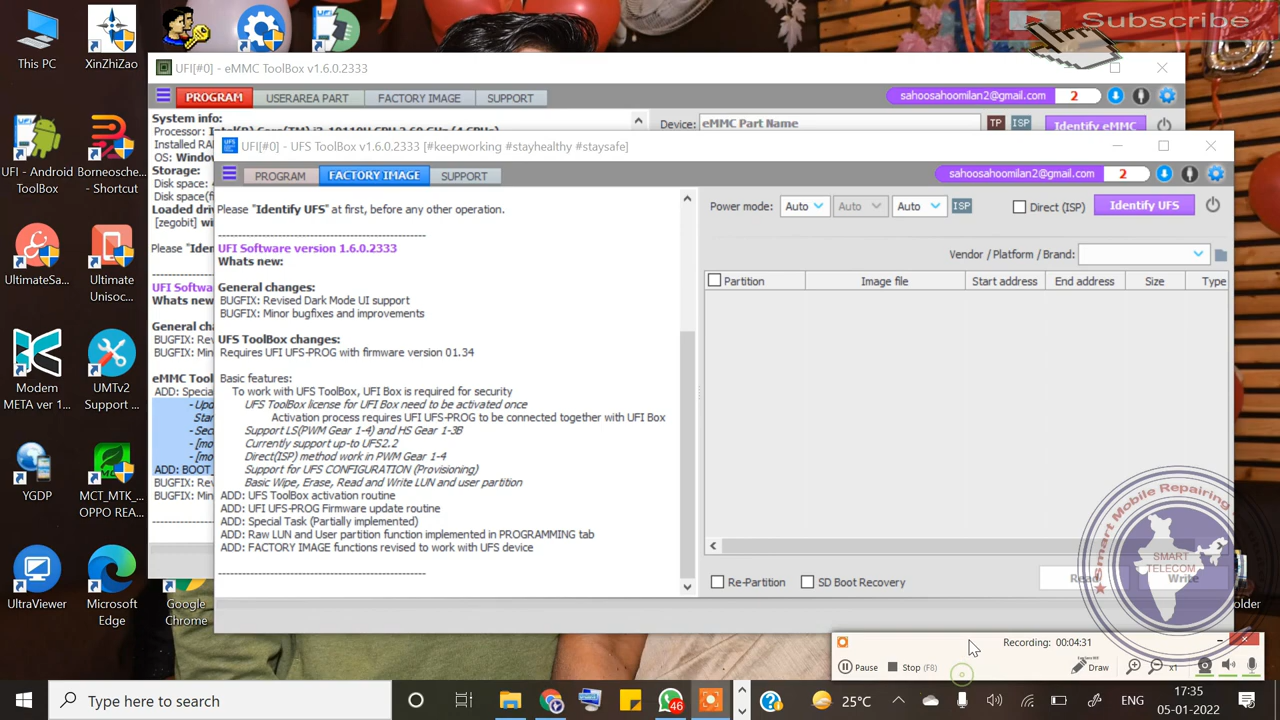 Subscribe
This PC
XinZhiZao
UFI[#0] - eMMC ToolBox v1.6.0.2333
PROGRAM
USERAREA PART
FACTORY IMAGE
SUPPORT
sahoosahoomilan2@gmail.com
2
System info:
Device:
eMMC Part Name
TP
ISP
Identify eMMC
Installed RA
OS: Window
Storage:
Disk space: 4
Disk space(f
Loaded driv
[zegobit] w
Please "Iden
UFI Softwa
Whats new
General cha
BUGFIX: Rev
BUGFIX: Min
eMMC Tool
ADD: Specia
- Upd
Star
- Sec
- [mo
- [mo
ADD: BOOT_
BUGFIX: Rev
BUGFIX: Min
UFI[#0] - UFS ToolBox v1.6.0.2333 [#keepworking #stayhealthy #staysafe]
PROGRAM
FACTORY IMAGE
SUPPORT
sahoosahoomilan2@gmail.com
2
Please "Identify UFS" at first, before any other operation.
----------------------------------------------
UFI Software version 1.6.0.2333
Whats new:
General changes:
BUGFIX: Revised Dark Mode UI support
BUGFIX: Minor bugfixes and improvements
UFS ToolBox changes:
Requires UFI UFS-PROG with firmware version 01.34
Basic features:
To work with UFS ToolBox, UFI Box is required for security
UFS ToolBox license for UFI Box need to be activated once
Activation process requires UFI UFS-PROG to be connected together with UFI Box
Support LS(PWM Gear 1-4) and HS Gear 1-3B
Currently support up-to UFS2.2
Direct(ISP) method work in PWM Gear 1-4
Support for UFS CONFIGURATION (Provisioning)
Basic Wipe, Erase, Read and Write LUN and user partition
ADD: UFS ToolBox activation routine
ADD: UFI UFS-PROG Firmware update routine
ADD: Special Task (Partially implemented)
ADD: Raw LUN and User partition function implemented in PROGRAMMING tab
ADD: FACTORY IMAGE functions revised to work with UFS device
----------------------------------------------
Power mode:
Auto
Auto
Auto
ISP
Direct (ISP)
Identify UFS
Vendor / Platform / Brand:
Partition
Image file
Start address
End address
Size
Type
Re-Partition
SD Boot Recovery
Read
Write
UFI - Android ToolBox
Borneosche... - Shortcut
UltimateSa...
Ultimate Unisoc...
Modem META ver 1...
UMTv2 Support ...
YGDP
MCT_MTK_... OPPO REA...
UltraViewer
Microsoft Edge
Google Chrome
older
Smart Mobile Repairing
SMART
TELECOM
Recording: 00:04:31
Pause
Stop (F8)
Draw
x1
Type here to search
46
25°C
ENG
17:35
05-01-2022